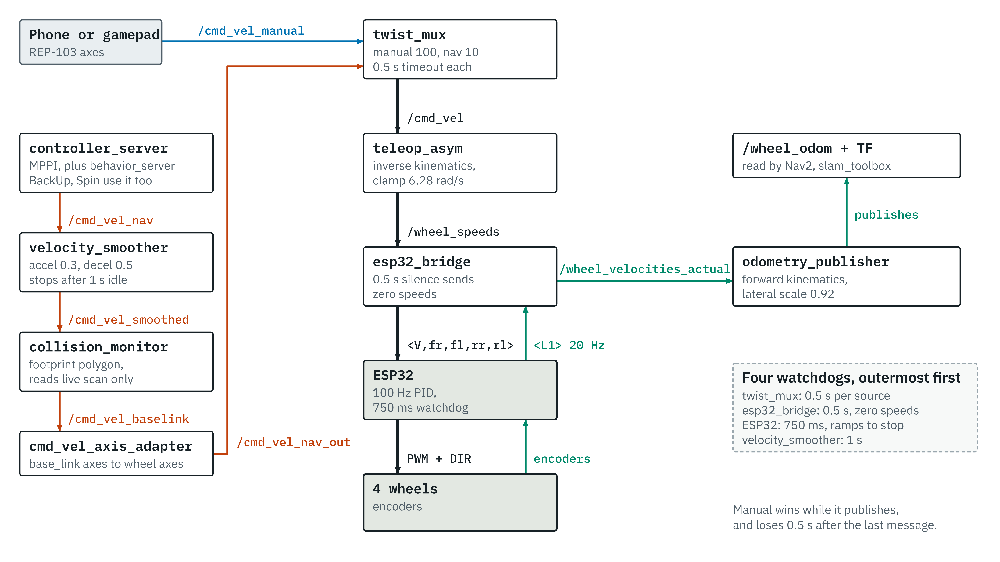 Phone or gamepad
REP-103 axes
/cmd_vel_manual
twist_mux
manual 100, nav 10
0.5 s timeout each
/cmd_vel
controller_server
MPPI, plus behavior_server
BackUp, Spin use it too
/cmd_vel_nav
velocity_smoother
accel 0.3, decel 0.5
stops after 1 s idle
/cmd_vel_smoothed
collision_monitor
footprint polygon,
reads live scan only
/cmd_vel_baselink
cmd_vel_axis_adapter
base_link axes to wheel axes
/cmd_vel_nav_out
teleop_asym
inverse kinematics,
clamp 6.28 rad/s
/wheel_speeds
esp32_bridge
0.5 s silence sends
zero speeds
<V,fr,fl,rr,rl>
<L1> 20 Hz
ESP32
100 Hz PID,
750 ms watchdog
PWM + DIR
encoders
4 wheels
encoders
/wheel_velocities_actual
/wheel_odom + TF
read by Nav2, slam_toolbox
publishes
odometry_publisher
forward kinematics,
lateral scale 0.92
Four watchdogs, outermost first
twist_mux: 0.5 s per source
esp32_bridge: 0.5 s, zero speeds
ESP32: 750 ms, ramps to stop
velocity_smoother: 1 s
Manual wins while it publishes,
and loses 0.5 s after the last message.